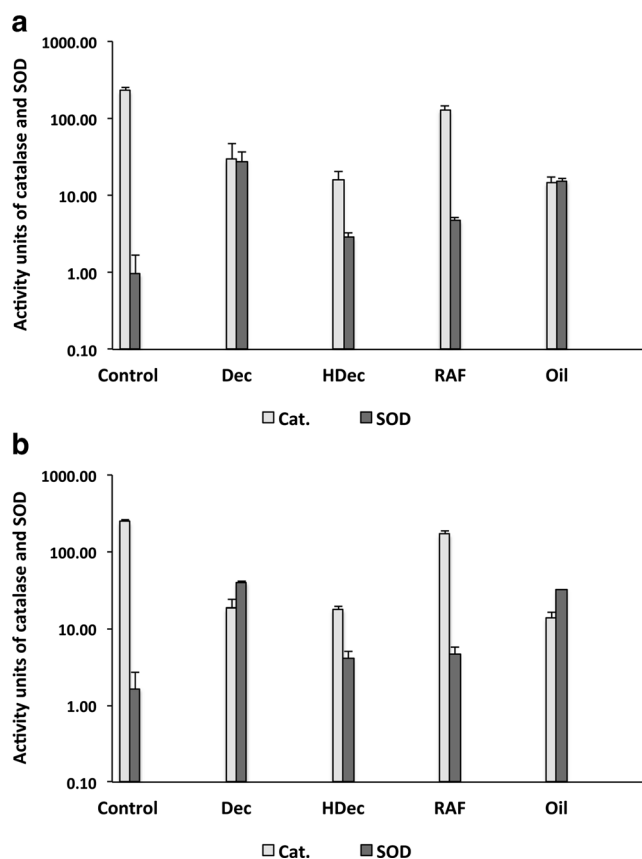 a
Activity units of catalase and SOD
1000.00
100.00
10.00
1.00
0.10
Control Dec HDec RAF Oil
Cat. SOD
b
Activity units of catalase and SOD
1000.00
100.00
10.00
1.00
0.10
Control Dec HDec RAF Oil
Cat. SOD